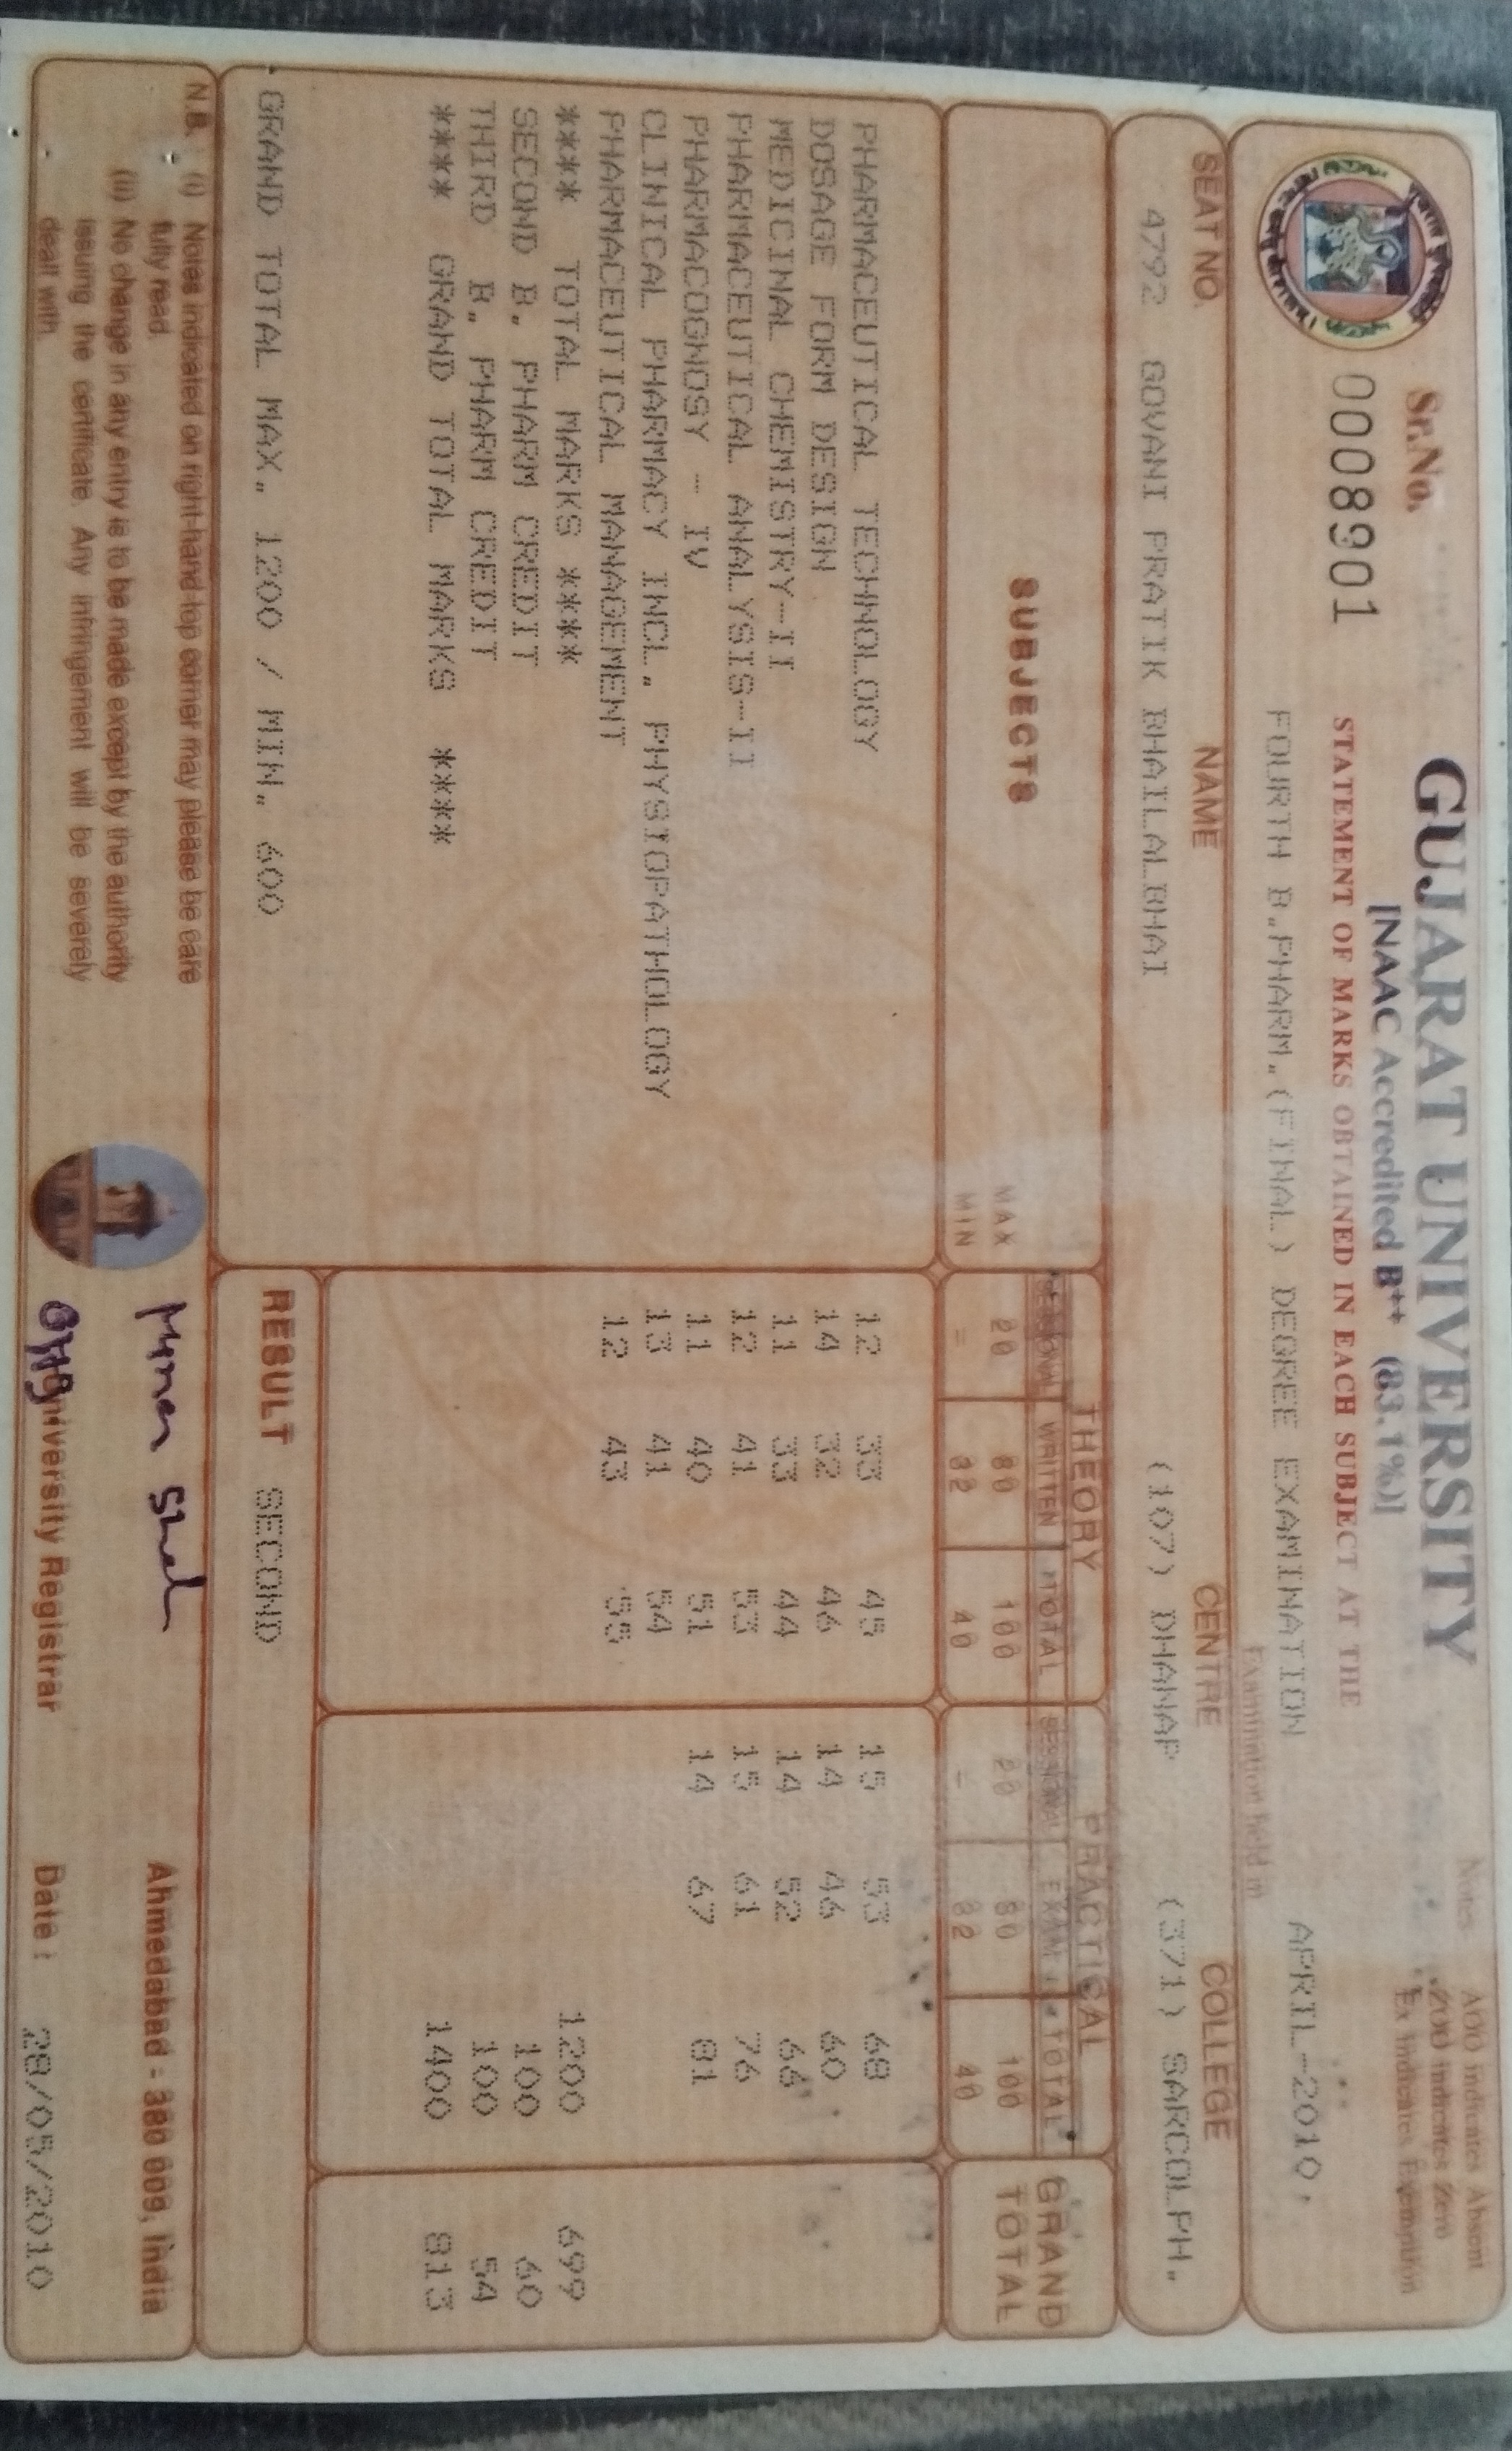 Sr.No.
0008901
GUJARAT UNIVERSITY
[NAAC Accredited B++ (83.1%)]
STATEMENT OF MARKS OBTAINED IN EACH SUBJECT AT THE
Notes
A00 indicates Absent
Z00 indicates Zero
Ex indicates Exemption
FOURTH B.PHARM.(FINAL) DEGREE EXAMINATION
Examination held in
APRIL-2010.
SEAT NO. NAME CENTRE COLLEGE
4792 GOVANI PRATIK BHAILALBHAI (107) DHANAP (371) SARCOLPH.
SUBJECTS THEORY PRACTICAL GRAND TOTAL
SESSIONAL WRITTEN TOTAL SESSIONAL EXAM TOTAL
MAX 20 80 100 20 80 100
MIN = 32 40 = 32 40
PHARMACEUTICAL TECHNOLOGY 12 33 45 15 53 68
DOSAGE FORM DESIGN 14 32 46 14 46 60
MEDICINAL CHEMISTRY-II 11 33 44 14 52 66
PHARMACEUTICAL ANALYSIS-II 12 41 53 15 61 76
PHARMACOGNOSY - IV 11 40 51 14 67 81
CLINICAL PHARMACY INCL. PHYSIOPATHOLOGY 13 41 54
PHARMACEUTICAL MANAGEMENT 12 43 55
**** TOTAL MARKS **** 1200 699
SECOND B. PHARM CREDIT 100 60
THIRD B. PHARM CREDIT 100 54
**** GRAND TOTAL MARKS **** 1400 813
GRAND TOTAL MAX. 1200 / MIN. 600
RESULT SECOND
N.B. (i) Notes indicated on right-hand top corner may please be care
fully read.
(ii) No change in any entry is to be made except by the authority
issuing the certificate. Any infringement will be severely
dealt with.
University Registrar
Ahmedabad - 380 009, India
Date : 28/05/2010